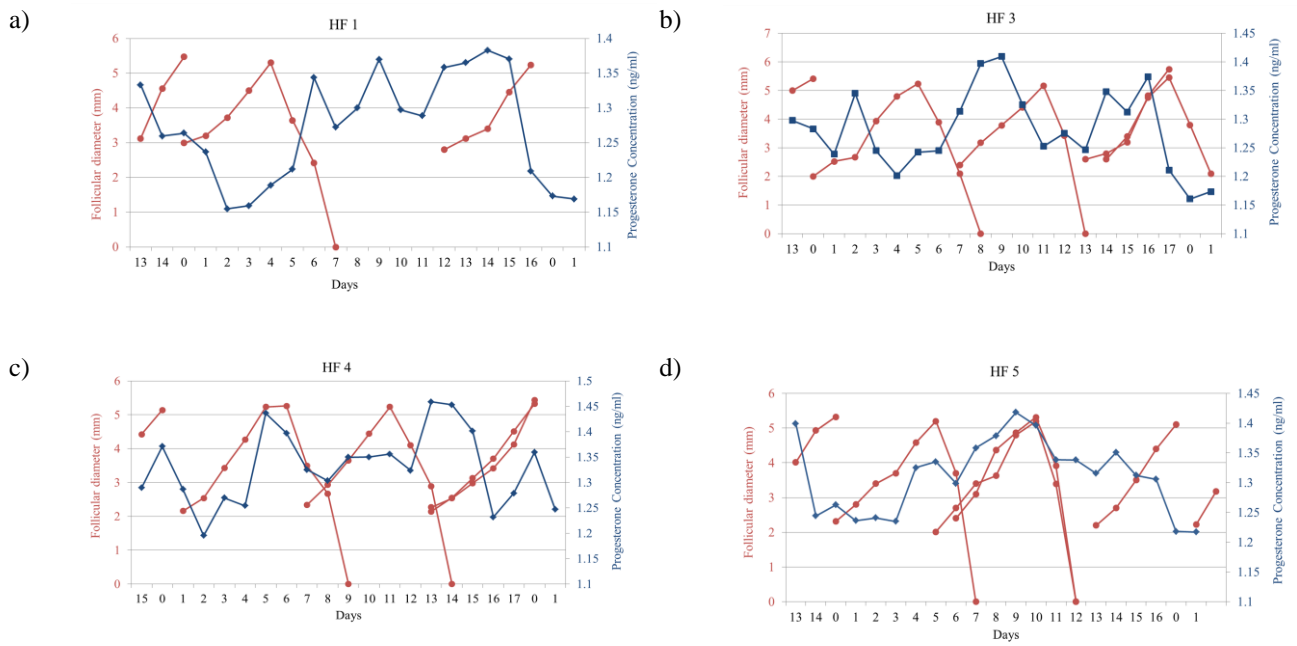 a)
HF 1
Follicular diameter (mm)
6
5
4
3
2
1
0
Progesterone Concentration (ng/ml)
1.4
1.35
1.3
1.25
1.2
1.15
1.1
13 14 0 1 2 3 4 5 6 7 8 9 10 11 12 13 14 15 16 0 1
Days
b)
HF 3
Follicular diameter (mm)
7
6
5
4
3
2
1
0
Progesterone Concentration (ng/ml)
1.45
1.4
1.35
1.3
1.25
1.2
1.15
1.1
13 0 1 2 3 4 5 6 7 8 9 10 11 12 13 14 15 16 17 0 1
Days
c)
HF 4
Follicular diameter (mm)
6
5
4
3
2
1
0
Progesterone Concentration (ng/ml)
1.5
1.45
1.4
1.35
1.3
1.25
1.2
1.15
1.1
15 0 1 2 3 4 5 6 7 8 9 10 11 12 13 14 15 16 17 0 1
Days
d)
HF 5
Follicular diameter (mm)
6
5
4
3
2
1
0
Progesterone Concentration (ng/ml)
1.45
1.4
1.35
1.3
1.25
1.2
1.15
1.1
13 14 0 1 2 3 4 5 6 7 8 9 10 11 12 13 14 15 16 0 1
Days